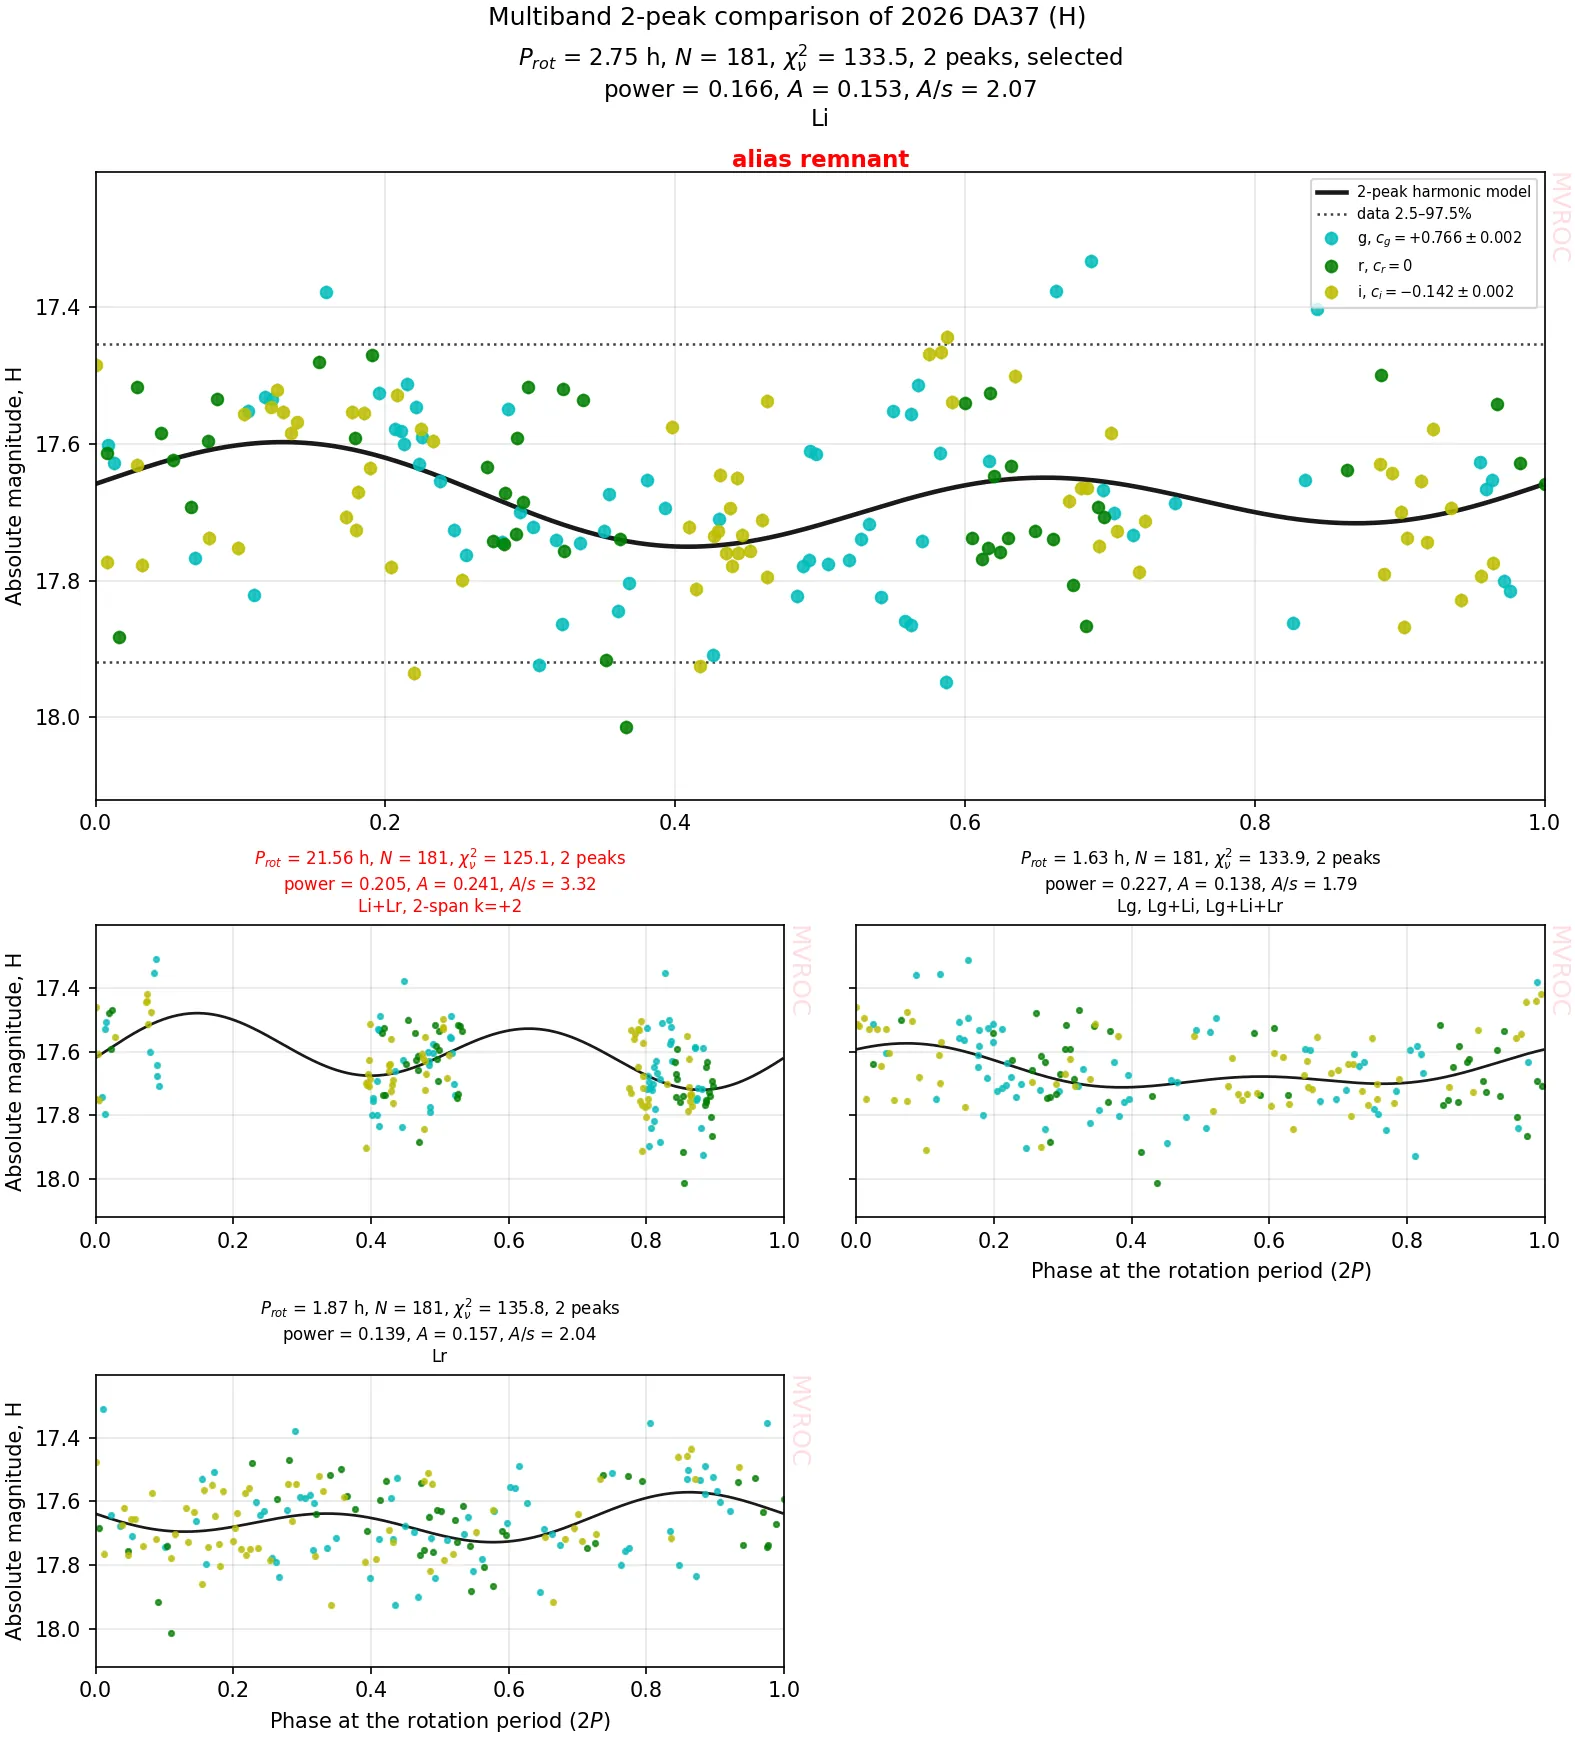 Multiband 2-peak comparison of 2026 DA37 (H)
P_rot = 2.75 h, N = 181, χ²_ν = 133.5, 2 peaks, selected
power = 0.166, A = 0.153, A/s = 2.07
Li
alias remnant
2-peak harmonic model
data 2.5–97.5%
g, c_g = +0.766 ± 0.002
r, c_r = 0
i, c_i = −0.142 ± 0.002
MVROC
Absolute magnitude, H
17.4
17.6
17.8
18.0
0.0 0.2 0.4 0.6 0.8 1.0
P_rot = 21.56 h, N = 181, χ²_ν = 125.1, 2 peaks
power = 0.205, A = 0.241, A/s = 3.32
Li+Lr, 2-span k=+2
MVROC
Absolute magnitude, H
17.4
17.6
17.8
18.0
0.0 0.2 0.4 0.6 0.8 1.0
P_rot = 1.63 h, N = 181, χ²_ν = 133.9, 2 peaks
power = 0.227, A = 0.138, A/s = 1.79
Lg, Lg+Li, Lg+Li+Lr
MVROC
0.0 0.2 0.4 0.6 0.8 1.0
Phase at the rotation period (2P)
P_rot = 1.87 h, N = 181, χ²_ν = 135.8, 2 peaks
power = 0.139, A = 0.157, A/s = 2.04
Lr
MVROC
Absolute magnitude, H
17.4
17.6
17.8
18.0
0.0 0.2 0.4 0.6 0.8 1.0
Phase at the rotation period (2P)